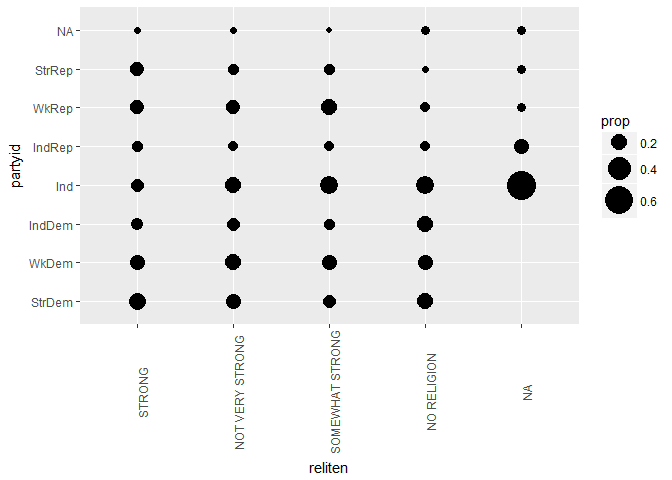 NA
StrRep
WkRep
IndRep
Ind
IndDem
WkDem
StrDem
partyid
STRONG
NOT VERY STRONG
SOMEWHAT STRONG
NO RELIGION
NA
reliten
prop
0.2
0.4
0.6